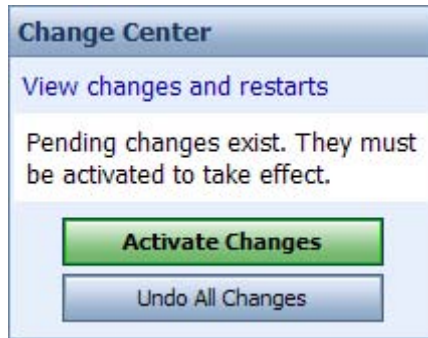 Change Center
View changes and restarts
Pending changes exist. They must
be activated to take effect.
Activate Changes
Undo All Changes